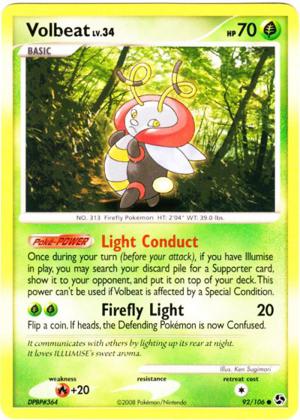 Volbeat LV.34
HP 70
BASIC
NO. 313 Firefly Pokémon HT: 2'04" WT: 39.0 lbs.
Poké-POWER Light Conduct
Once during your turn (before your attack), if you have Illumise
in play, you may search your discard pile for a Supporter card,
show it to your opponent, and put it on top of your deck. This
power can't be used if Volbeat is affected by a Special Condition.
Firefly Light 20
Flip a coin. If heads, the Defending Pokémon is now Confused.
It communicates with others by lighting up its rear at night.
It loves ILLUMISE's sweet aroma.
Illus. Ken Sugimori
weakness resistance retreat cost
+20
DPBP#364 ©2008 Pokémon/Nintendo 92/106